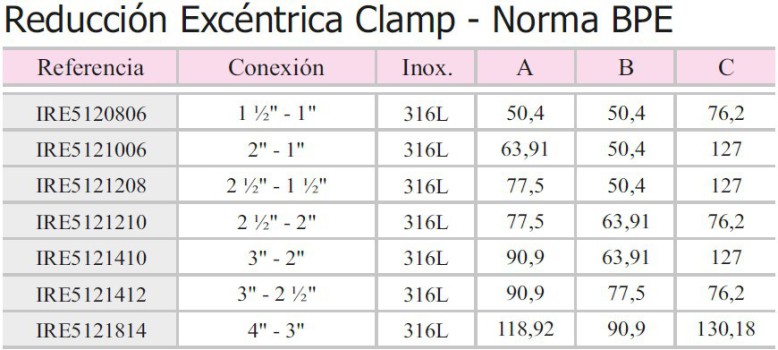 Reducción Excéntrica Clamp - Norma BPE
Referencia Conexión Inox. A B C
IRE5120806 1 ½" - 1" 316L 50,4 50,4 76,2
IRE5121006 2" - 1" 316L 63,91 50,4 127
IRE5121208 2 ½" - 1 ½" 316L 77,5 50,4 127
IRE5121210 2 ½" - 2" 316L 77,5 63,91 76,2
IRE5121410 3" - 2" 316L 90,9 63,91 127
IRE5121412 3" - 2 ½" 316L 90,9 77,5 76,2
IRE5121814 4" - 3" 316L 118,92 90,9 130,18